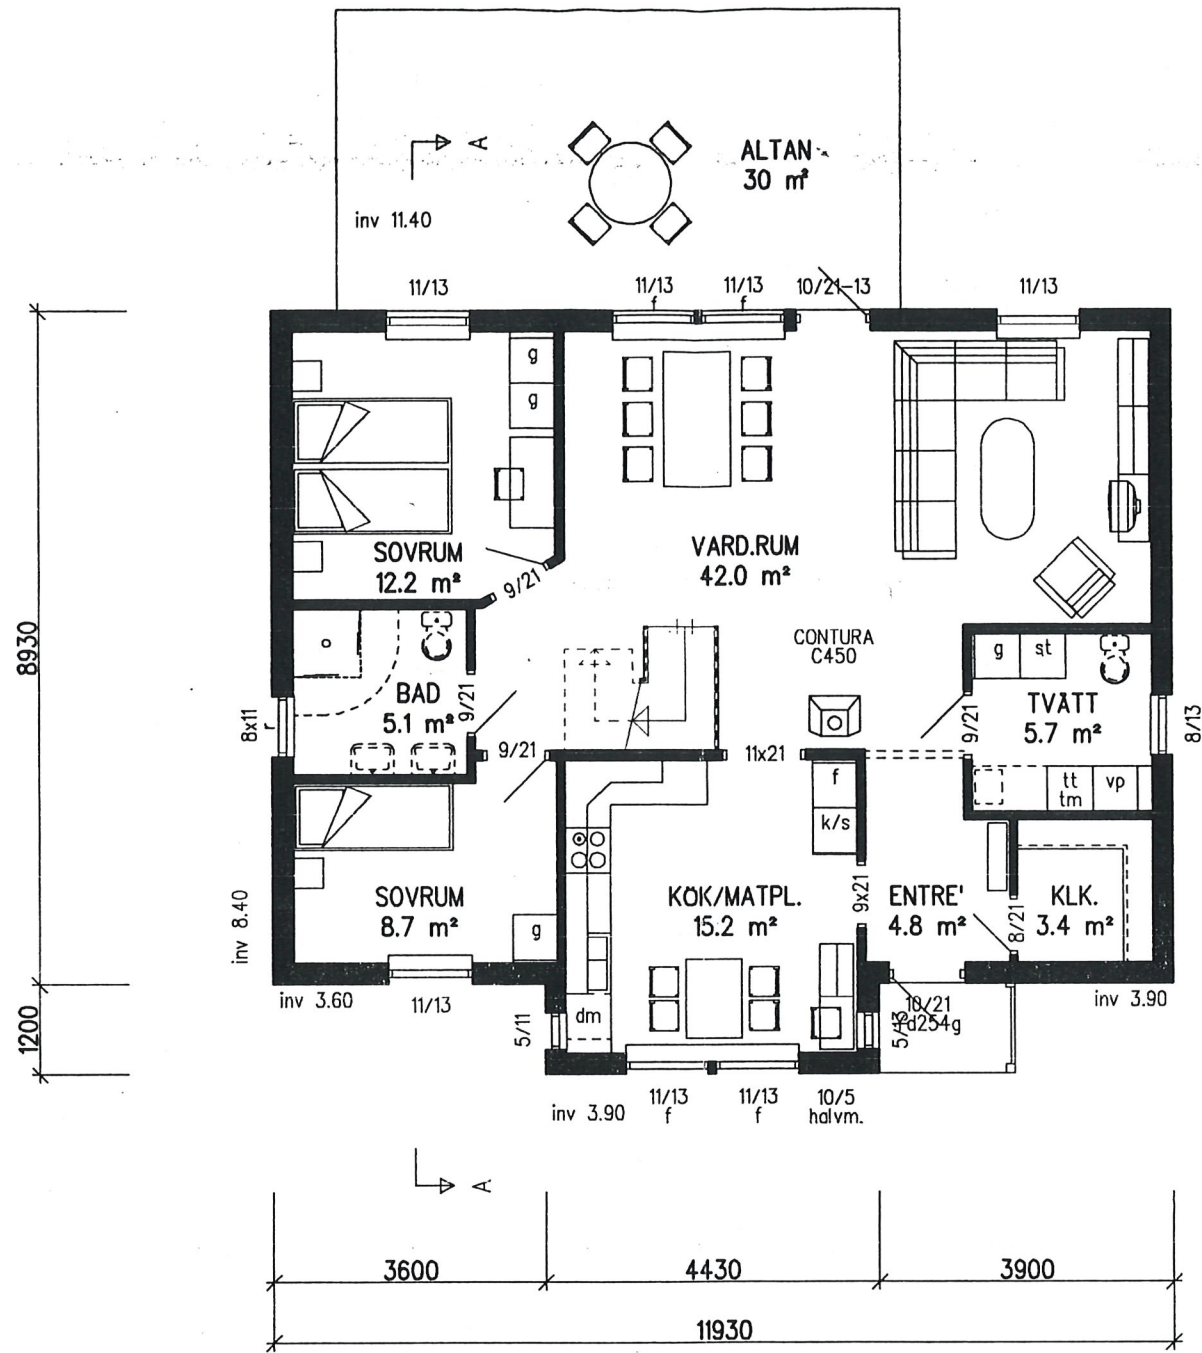 A
ALTAN
30 m²
inv 11.40
11/13
11/13
f
11/13
f
10/21-13
11/13
g
g
SOVRUM
12.2 m²
9/21
VARD.RUM
42.0 m²
8930
CONTURA
C450
g
st
BAD
5.1 m²
9/21
8x11
r
9/21
TVÄTT
5.7 m²
8/13
9/21
11x21
f
k/s
tt
tm
vp
SOVRUM
8.7 m²
g
inv 8.40
KÖK/MATPL.
15.2 m²
9x21
ENTRE'
4.8 m²
8/21
KLK.
3.4 m²
inv 3.60
11/13
5/11
dm
5/13
10/21
d254g
inv 3.90
1200
inv 3.90
11/13
f
11/13
f
10/5
halvm.
A
3600
4430
3900
11930